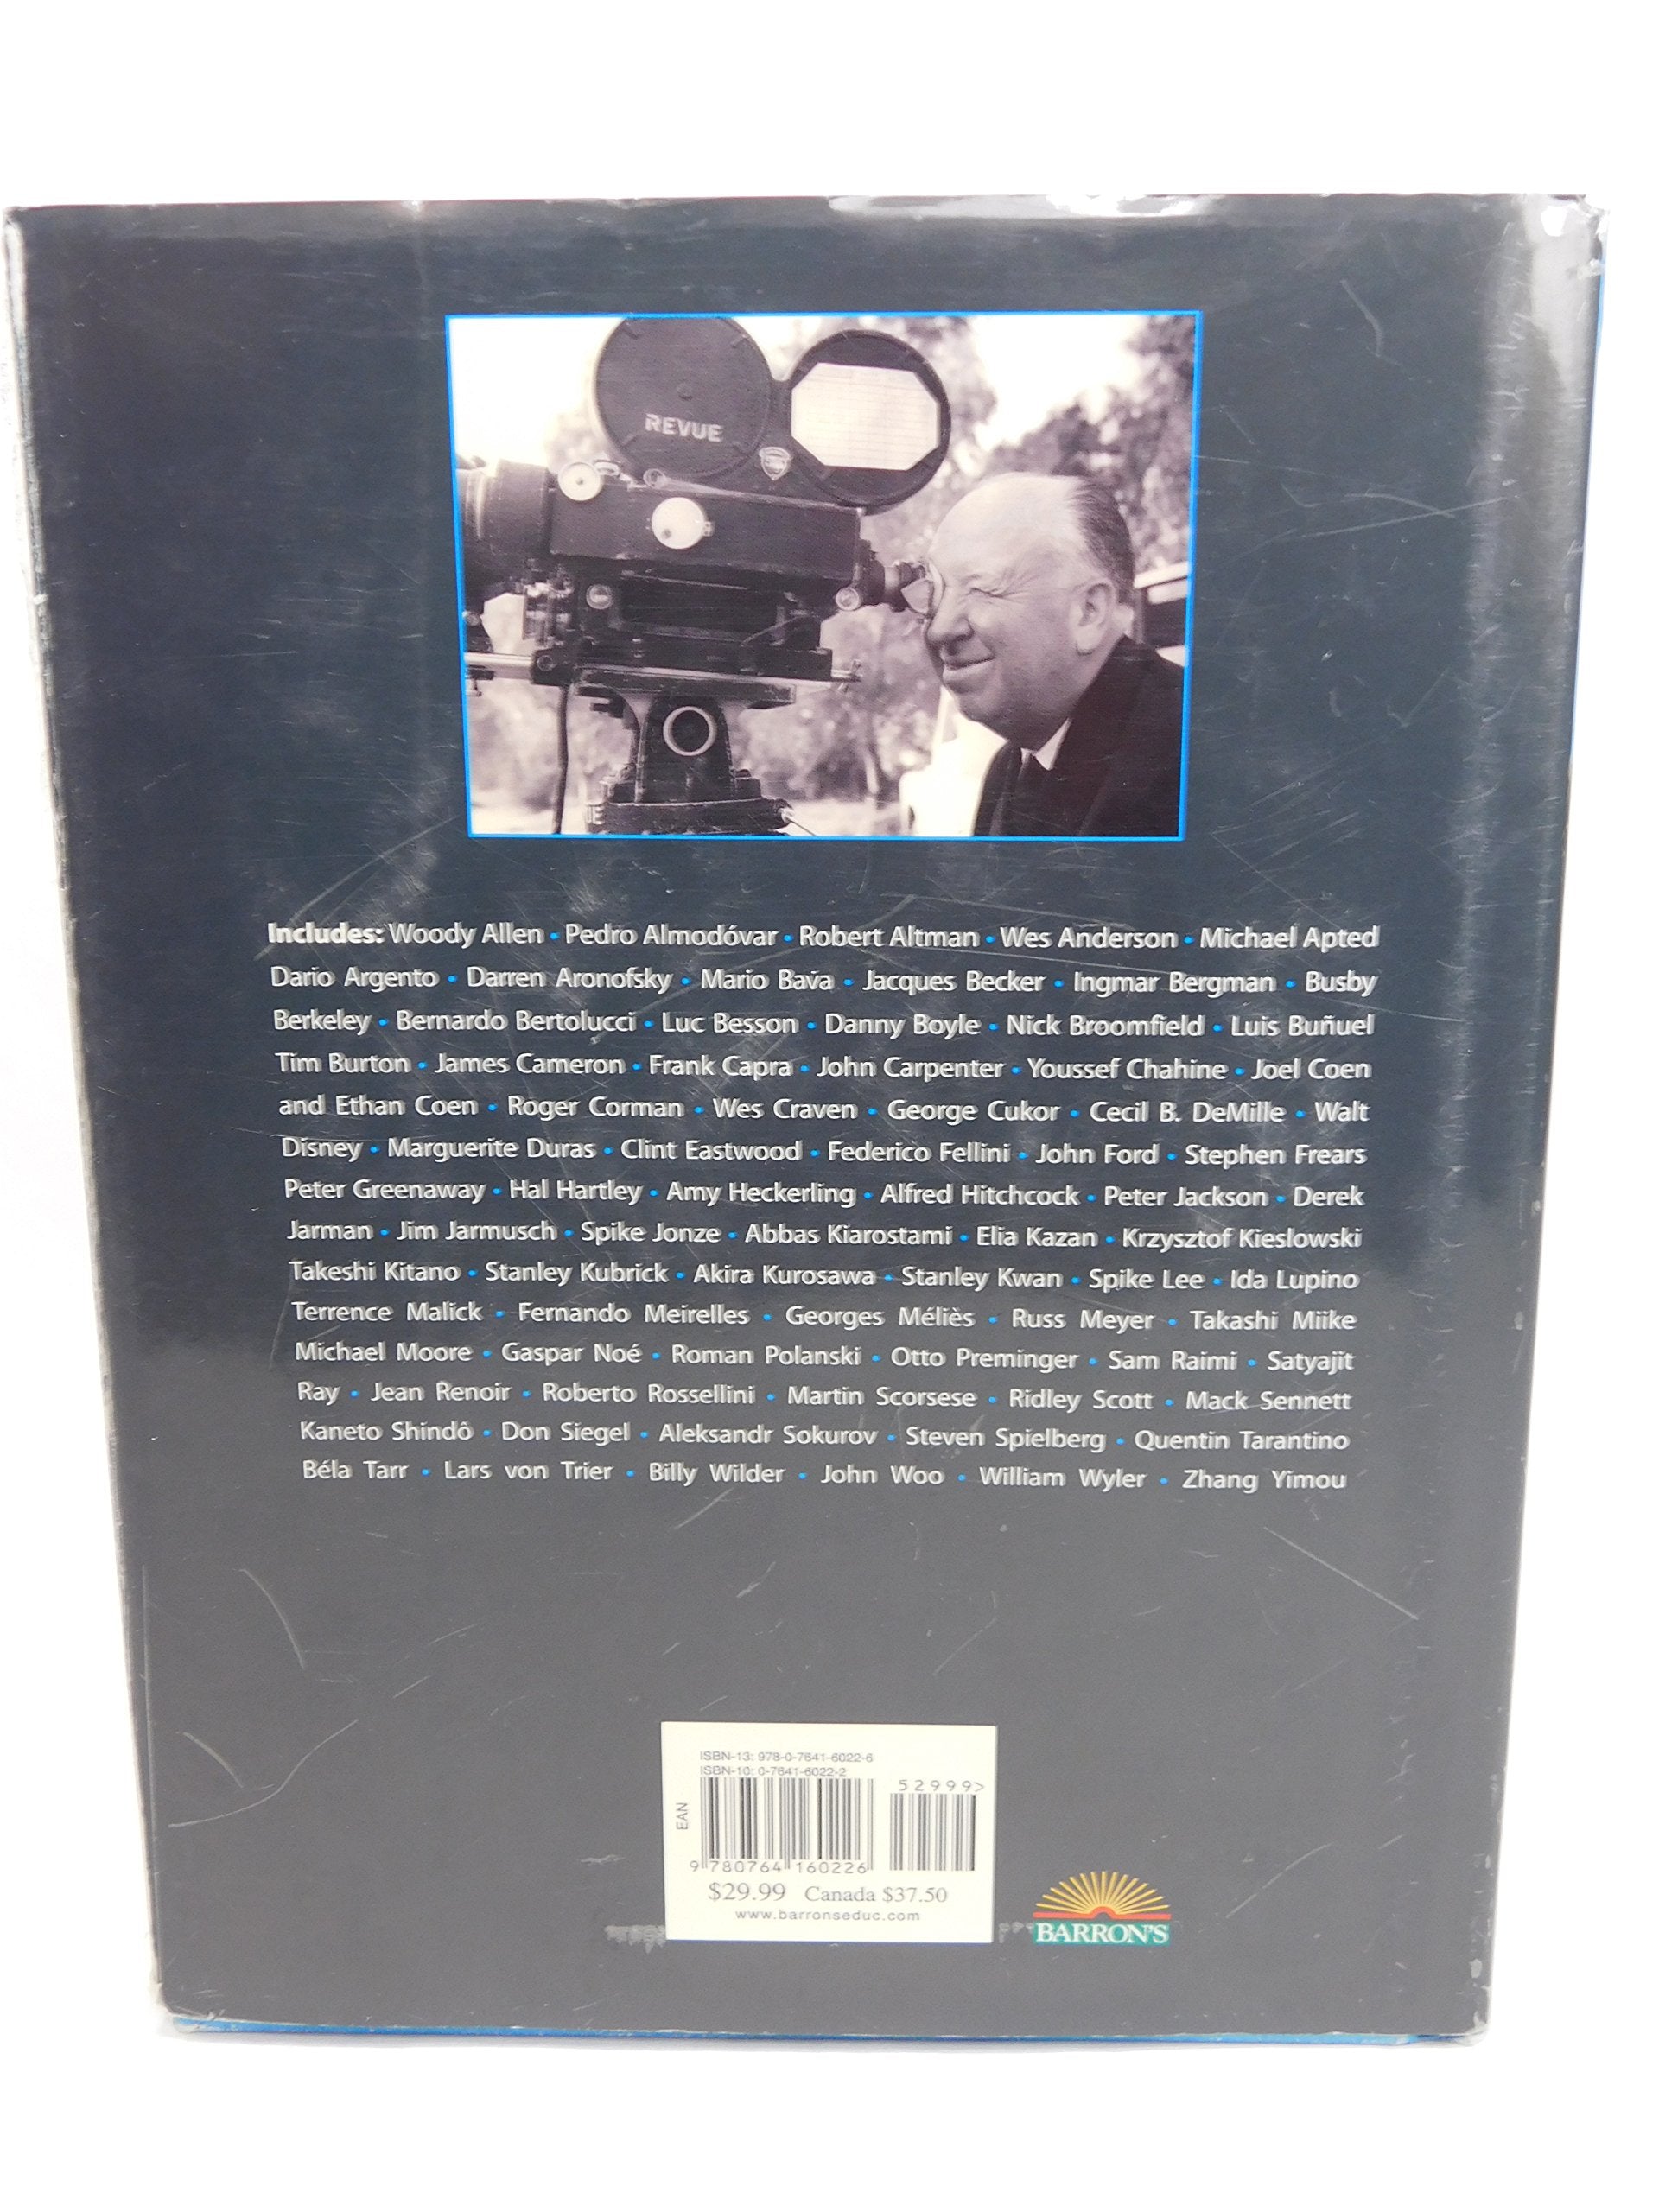 REVUE
UE
Includes: Woody Allen • Pedro Almodóvar • Robert Altman • Wes Anderson • Michael Apted
Dario Argento • Darren Aronofsky • Mario Bava • Jacques Becker • Ingmar Bergman • Busby
Berkeley • Bernardo Bertolucci • Luc Besson • Danny Boyle • Nick Broomfield • Luis Buñuel
Tim Burton • James Cameron • Frank Capra • John Carpenter • Youssef Chahine • Joel Coen
and Ethan Coen • Roger Corman • Wes Craven • George Cukor • Cecil B. DeMille • Walt
Disney • Marguerite Duras • Clint Eastwood • Federico Fellini • John Ford • Stephen Frears
Peter Greenaway • Hal Hartley • Amy Heckerling • Alfred Hitchcock • Peter Jackson • Derek
Jarman • Jim Jarmusch • Spike Jonze • Abbas Kiarostami • Elia Kazan • Krzysztof Kieslowski
Takeshi Kitano • Stanley Kubrick • Akira Kurosawa • Stanley Kwan • Spike Lee • Ida Lupino
Terrence Malick • Fernando Meirelles • Georges Méliès • Russ Meyer • Takashi Miike
Michael Moore • Gaspar Noé • Roman Polanski • Otto Preminger • Sam Raimi • Satyajit
Ray • Jean Renoir • Roberto Rossellini • Martin Scorsese • Ridley Scott • Mack Sennett
Kaneto Shindô • Don Siegel • Aleksandr Sokurov • Steven Spielberg • Quentin Tarantino
Béla Tarr • Lars von Trier • Billy Wilder • John Woo • William Wyler • Zhang Yimou
ISBN-13: 978-0-7641-6022-6
ISBN-10: 0-7641-6022-2
52999>
EAN
9 780764 160226
$29.99 Canada $37.50
www.barronseduc.com
BARRON'S